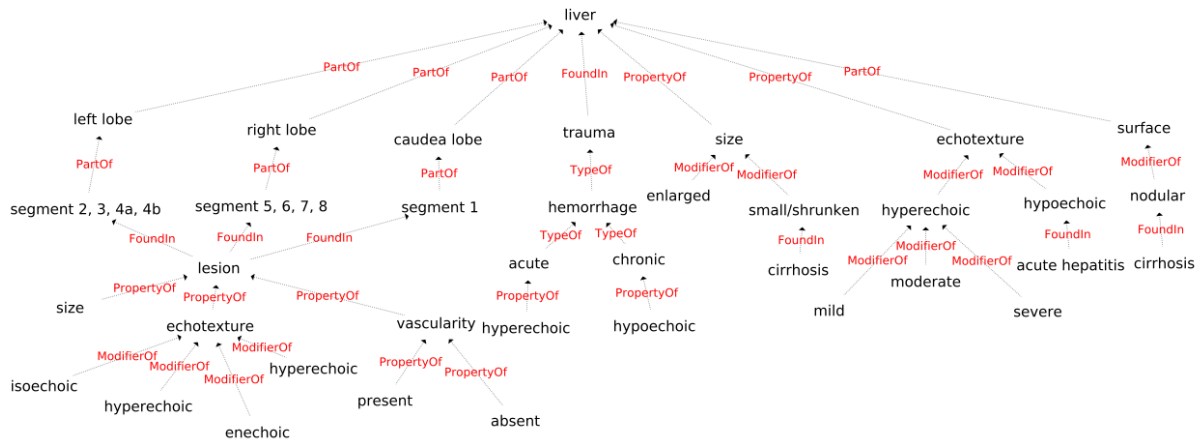 liver
PartOf PartOf PartOf FoundIn PropertyOf PropertyOf PartOf
left lobe right lobe caudea lobe trauma size echotexture surface
PartOf PartOf PartOf TypeOf ModifierOf ModifierOf ModifierOf ModifierOf ModifierOf
segment 2, 3, 4a, 4b segment 5, 6, 7, 8 segment 1 hemorrhage enlarged small/shrunken hyperechoic hypoechoic nodular
FoundIn FoundIn FoundIn TypeOf TypeOf FoundIn ModifierOf ModifierOf ModifierOf FoundIn FoundIn
lesion acute chronic cirrhosis moderate acute hepatitis cirrhosis
PropertyOf PropertyOf PropertyOf PropertyOf PropertyOf
size echotexture vascularity hyperechoic hypoechoic mild severe
ModifierOf ModifierOf ModifierOf ModifierOf PropertyOf PropertyOf
isoechoic hyperechoic enechoic hyperechoic present absent